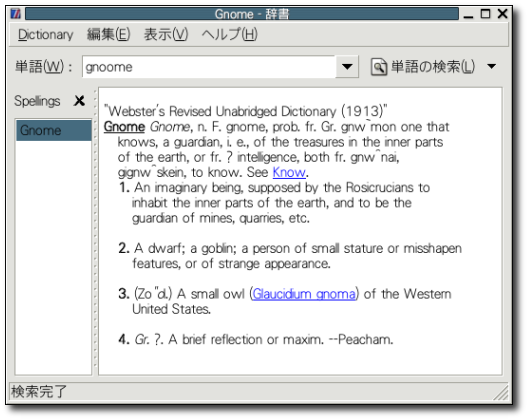 Gnome - 辞書
Dictionary 編集(E) 表示(V) ヘルプ(H)
単語(W) : gnoome 単語の検索(L)
Spellings
Gnome
"Webster's Revised Unabridged Dictionary (1913)"
Gnome Gnome, n. F. gnome, prob. fr. Gr. gnw^mon one that
knows, a guardian, i. e., of the treasures in the inner parts
of the earth, or fr. ? intelligence, both fr. gnw^nai,
gignw^skein, to know. See Know.
1. An imaginary being, supposed by the Rosicrucians to
inhabit the inner parts of the earth, and to be the
guardian of mines, quarries, etc.
2. A dwarf; a goblin; a person of small stature or misshapen
features, or of strange appearance.
3. (Zo "ol.) A small owl (Glaucidium gnoma) of the Western
United States.
4. Gr. ?. A brief reflection or maxim. --Peacham.
検索完了